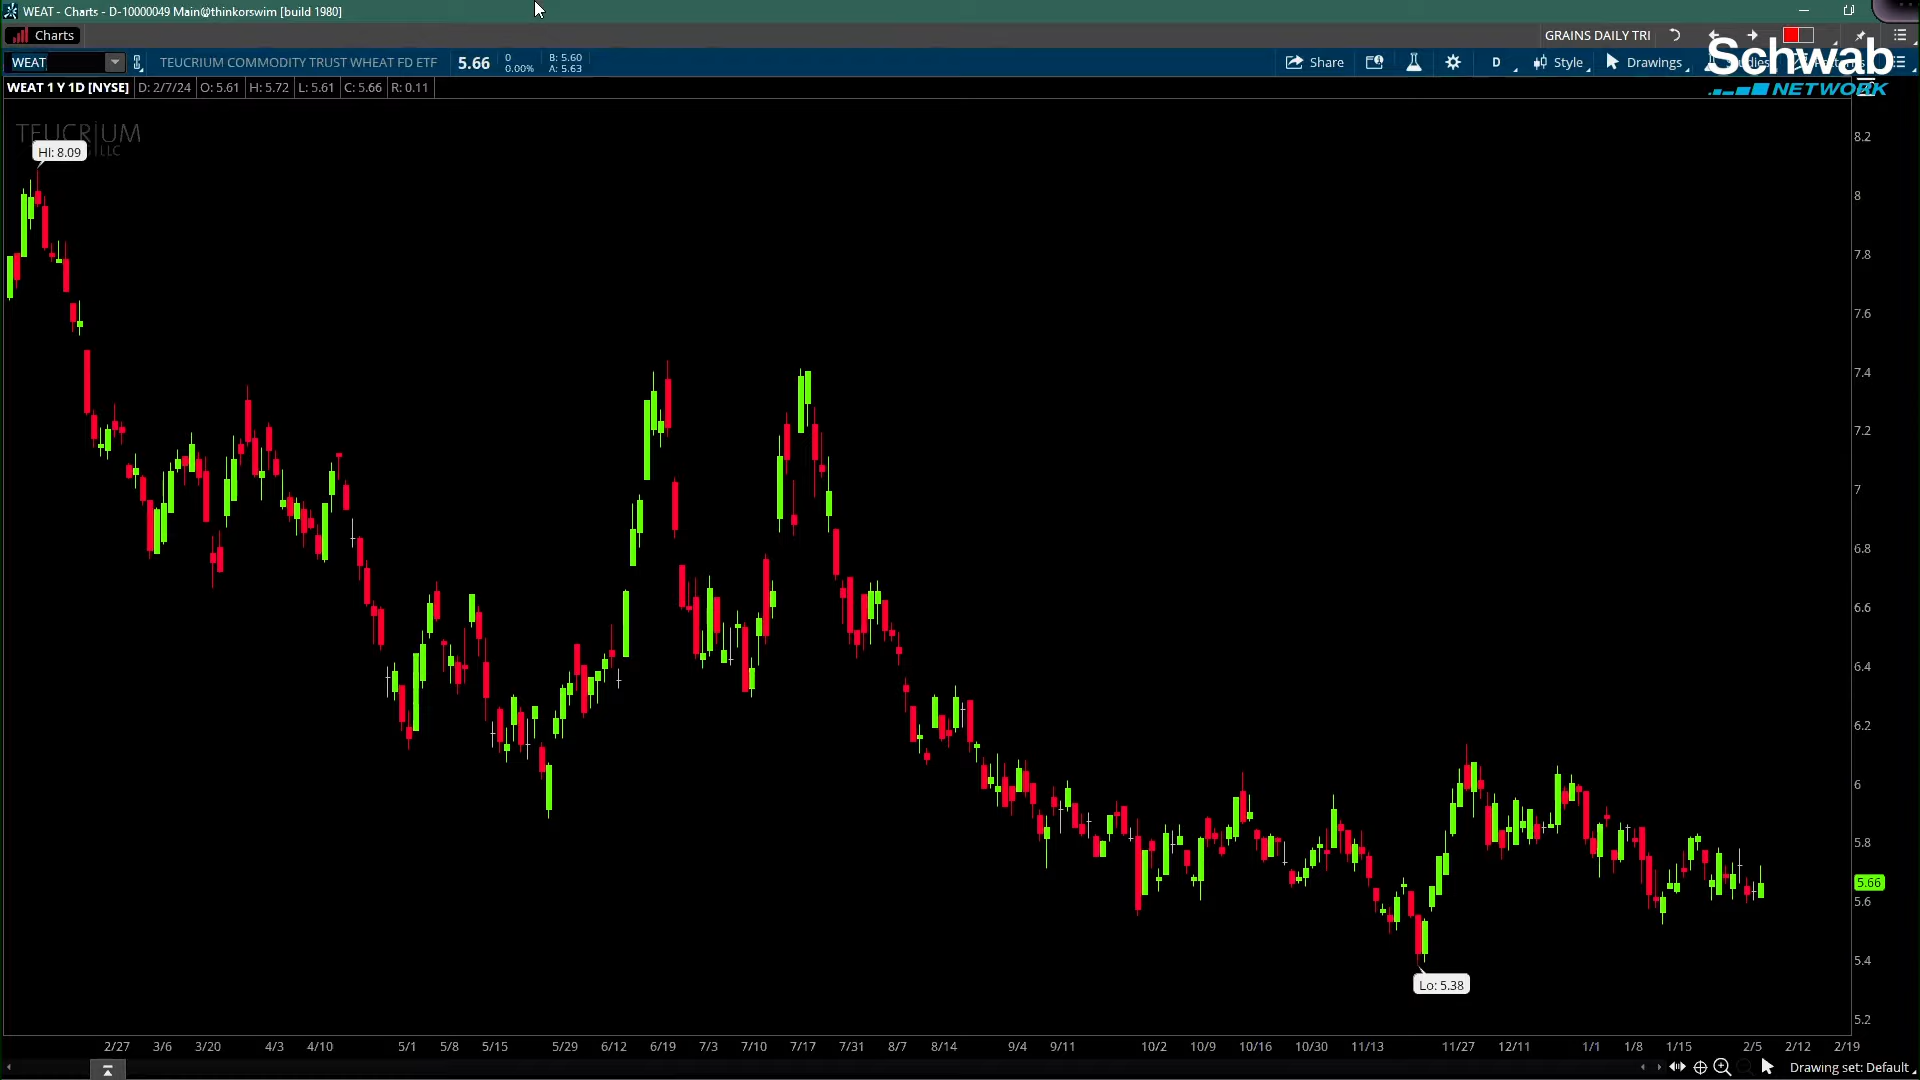 WEAT - Charts - D-10000049 Main@thinkorswim [build 1980]
Charts
GRAINS DAILY TRI
Schwab
NETWORK
WEAT
TEUCRIUM COMMODITY TRUST WHEAT FD ETF
5.66
0
0.00%
B: 5.60
A: 5.63
Share
D
Style
Drawings
WEAT 1 Y 1D [NYSE]
D: 2/7/24
O: 5.61
H: 5.72
L: 5.61
C: 5.66
R: 0.11
TEUCRIUM
LLC
Hi: 8.09
8.2
8
7.8
7.6
7.4
7.2
7
6.8
6.6
6.4
6.2
6
5.8
5.66
5.6
5.4
5.2
Lo: 5.38
2/27 3/6 3/20 4/3 4/10 5/1 5/8 5/15 5/29 6/12 6/19 7/3 7/10 7/17 7/31 8/7 8/14 9/4 9/11 10/2 10/9 10/16 10/30 11/13 11/27 12/11 1/1 1/8 1/15 2/5 2/12 2/19
Drawing set: Default